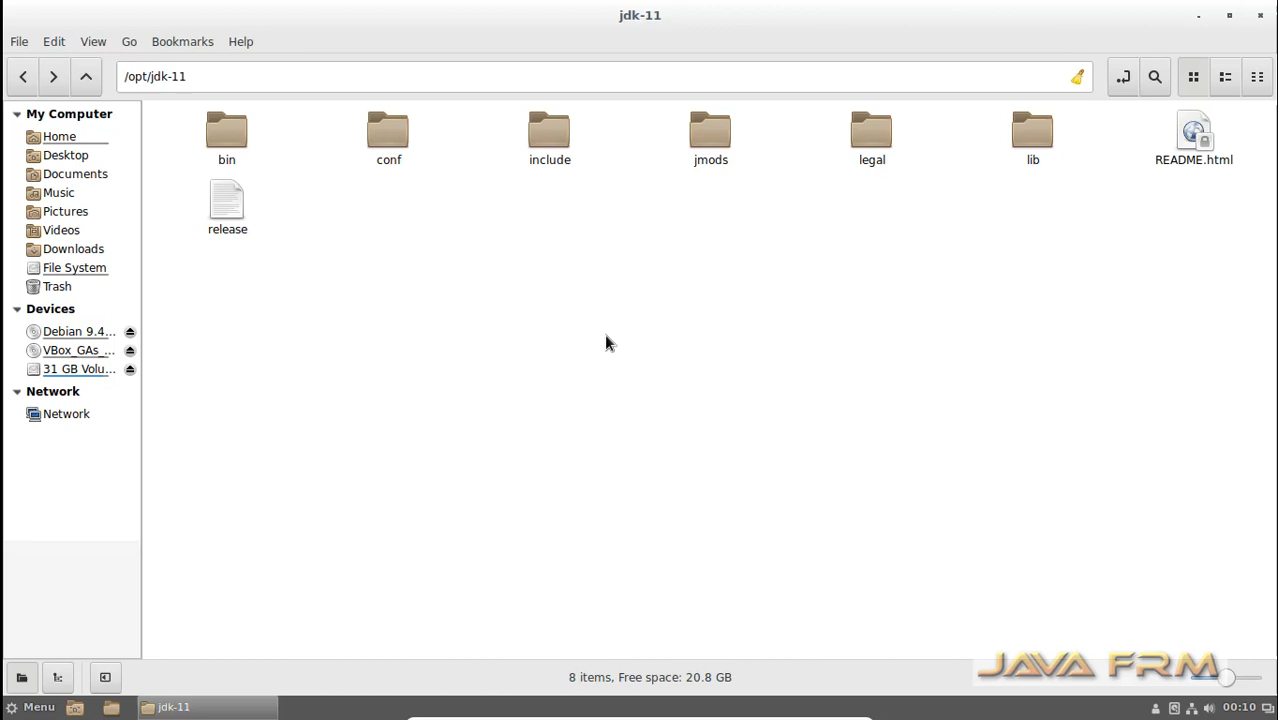 jdk-11
File Edit View Go Bookmarks Help
/opt/jdk-11
My Computer
Home
Desktop
Documents
Music
Pictures
Videos
Downloads
File System
Trash
Devices
Debian 9.4...
VBox_GAs_...
31 GB Volu...
Network
Network
bin conf include jmods legal lib README.html
release
8 items, Free space: 20.8 GB
JAVA FRM
Menu jdk-11 00:10